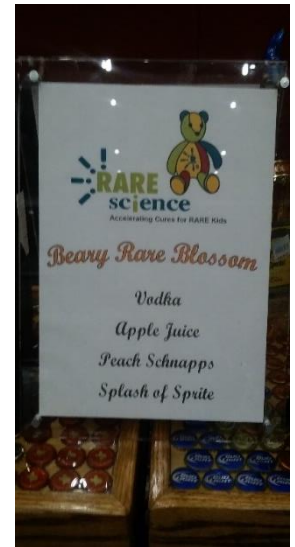 RARE
science
Accelerating Cures for RARE Kids
Beary Rare Blossom
Vodka
Apple Juice
Peach Schnapps
Splash of Sprite